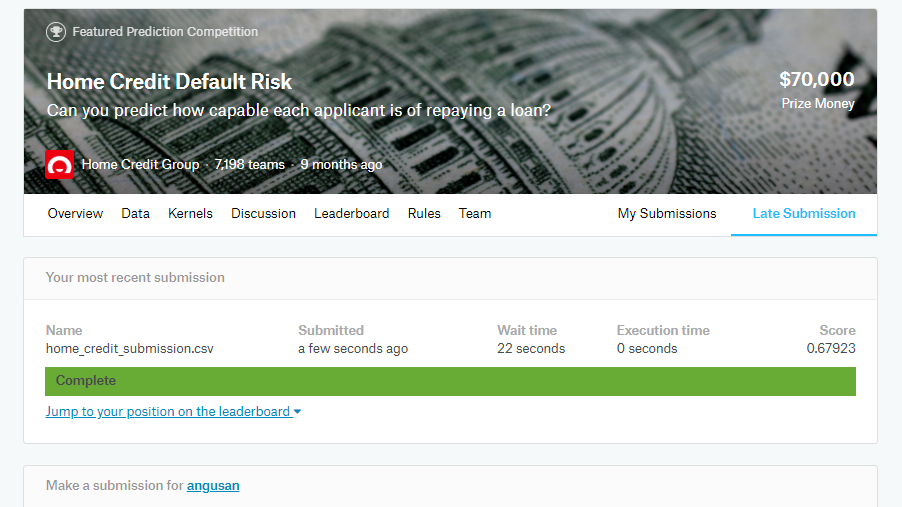 Featured Prediction Competition
Home Credit Default Risk
$70,000
Can you predict how capable each applicant is of repaying a loan?
Prize Money
Home Credit Group · 7,198 teams · 9 months ago
Overview Data Kernels Discussion Leaderboard Rules Team My Submissions Late Submission
Your most recent submission
Name Submitted Wait time Execution time Score
home_credit_submission.csv a few seconds ago 22 seconds 0 seconds 0.67923
Complete
Jump to your position on the leaderboard
Make a submission for angusan